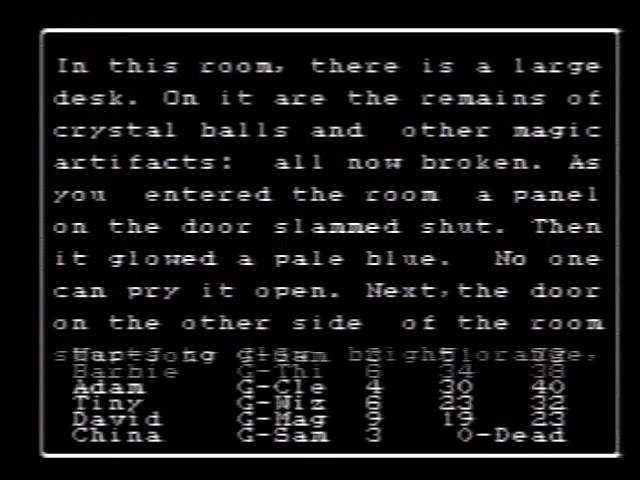 In this room, there is a large
desk. On it are the remains of
crystal balls and other magic
artifacts: all now broken. As
you entered the room a panel
on the door slammed shut. Then
it glowed a pale blue. No one
can pry it open. Next,the door
on the other side of the room
bright orange,
Barbie G-Thi 6 34 38
Adam G-Cle 4 30 40
Tiny G-Wiz 6 23 32
David G-Mag 9 19 23
China G-Sam 3 0-Dead